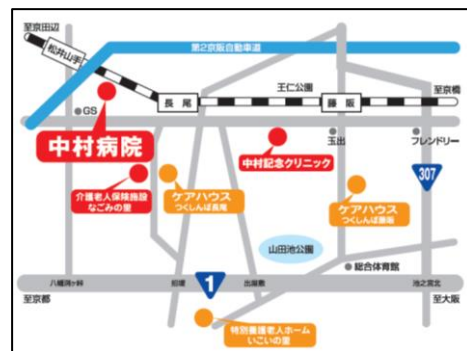 至京田辺
第2京阪自動車道
松井山手
GS
長尾
王仁公園
藤阪
至京橋
中村病院
中村記念クリニック
玉出
フレンドリー
307
介護老人保険施設
なごみの里
ケアハウス
つくしんぼ長尾
ケアハウス
つくしんぼ藤阪
山田池公園
総合体育館
八幡洞ヶ峠
招堤
1
出屋敷
池之宮北
至京都
至大阪
特別養護老人ホーム
いこいの里